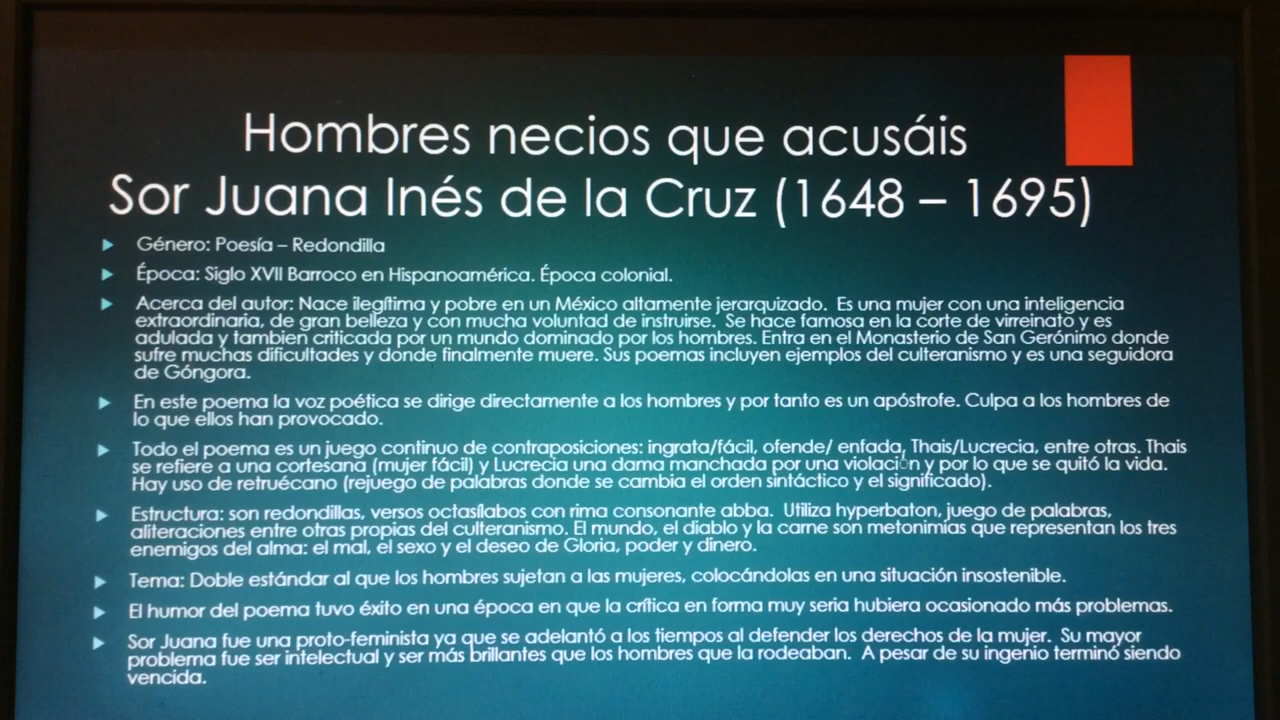 Hombres necios que acusáis
Sor Juana Inés de la Cruz (1648 – 1695)
Género: Poesía – Redondilla
Época: Siglo XVII Barroco en Hispanoamérica. Época colonial.
Acerca del autor: Nace ilegítima y pobre en un México altamente jerarquizado. Es una mujer con una inteligencia
extraordinaria, de gran belleza y con mucha voluntad de instruirse. Se hace famosa en la corte de virreinato y es
adulada y tambien criticada por un mundo dominado por los hombres. Entra en el Monasterio de San Gerónimo donde
sufre muchas dificultades y donde finalmente muere. Sus poemas incluyen ejemplos del culteranismo y es una seguidora
de Góngora.
En este poema la voz poética se dirige directamente a los hombres y por tanto es un apóstrofe. Culpa a los hombres de
lo que ellos han provocado.
Todo el poema es un juego continuo de contraposiciones: ingrata/fácil, ofende/ enfada, Thais/Lucrecia, entre otras. Thais
se refiere a una cortesana (mujer fácil) y Lucrecia una dama manchada por una violación y por lo que se quitó la vida.
Hay uso de retruécano (rejuego de palabras donde se cambia el orden sintáctico y el significado).
Estructura: son redondillas, versos octasílabos con rima consonante abba. Utiliza hyperbaton, juego de palabras,
aliteraciones entre otras propias del culteranismo. El mundo, el diablo y la carne son metonimias que representan los tres
enemigos del alma: el mal, el sexo y el deseo de Gloria, poder y dinero.
Tema: Doble estándar al que los hombres sujetan a las mujeres, colocándolas en una situación insostenible.
El humor del poema tuvo éxito en una época en que la crítica en forma muy seria hubiera ocasionado más problemas.
Sor Juana fue una proto-feminista ya que se adelantó a los tiempos al defender los derechos de la mujer. Su mayor
problema fue ser intelectual y ser más brillantes que los hombres que la rodeaban. A pesar de su ingenio terminó siendo
vencida.